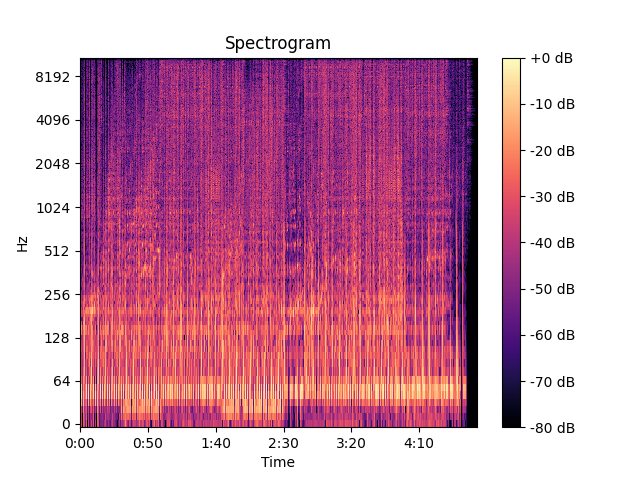 Spectrogram
Hz
8192
4096
2048
1024
512
256
128
64
0
0:00 0:50 1:40 2:30 3:20 4:10
Time
+0 dB
-10 dB
-20 dB
-30 dB
-40 dB
-50 dB
-60 dB
-70 dB
-80 dB